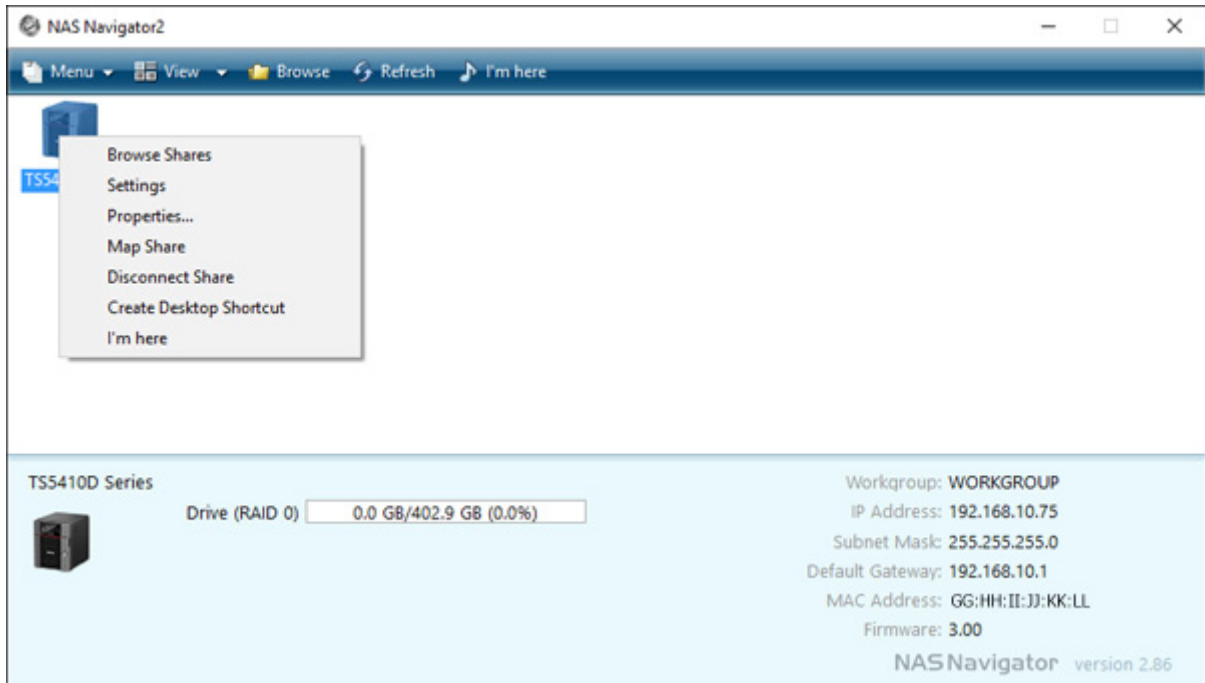 NAS Navigator2
Menu View Browse Refresh I'm here
TS54
Browse Shares
Settings
Properties...
Map Share
Disconnect Share
Create Desktop Shortcut
I'm here
TS5410D Series
Drive (RAID 0) 0.0 GB/402.9 GB (0.0%)
Workgroup: WORKGROUP
IP Address: 192.168.10.75
Subnet Mask: 255.255.255.0
Default Gateway: 192.168.10.1
MAC Address: GG:HH:II:JJ:KK:LL
Firmware: 3.00
NAS Navigator version 2.86